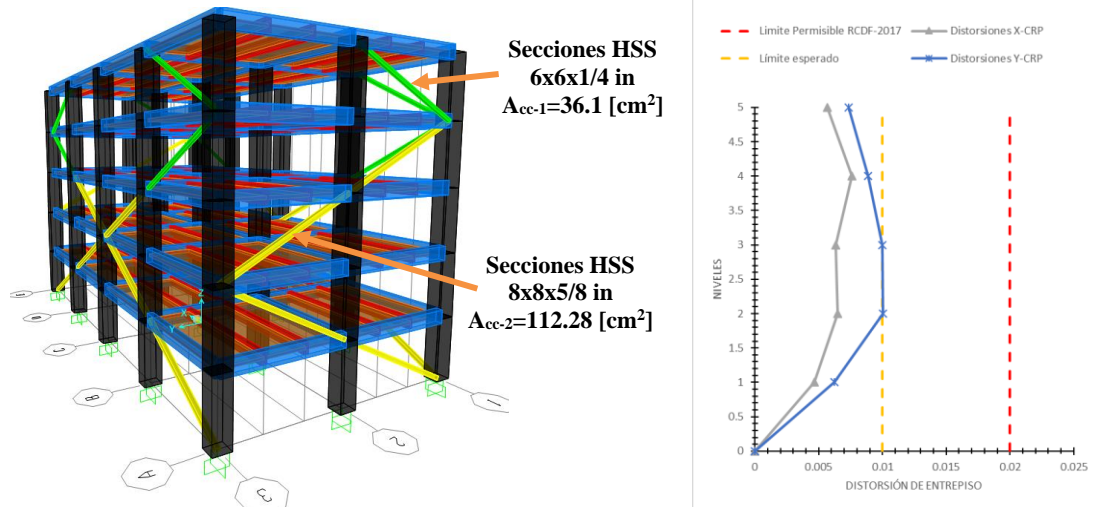 Secciones HSS
6x6x1/4 in
Acc-1=36.1 [cm²]
Secciones HSS
8x8x5/8 in
Acc-2=112.28 [cm²]
D
C
B
A
1
2
3
Limite Permisible RCDF-2017
Distorsiones X-CRP
Límite esperado
Distorsiones Y-CRP
NIVELES
5
4.5
4
3.5
3
2.5
2
1.5
1
0.5
0
0
0.005
0.01
0.015
0.02
0.025
DISTORSIÓN DE ENTREPISO